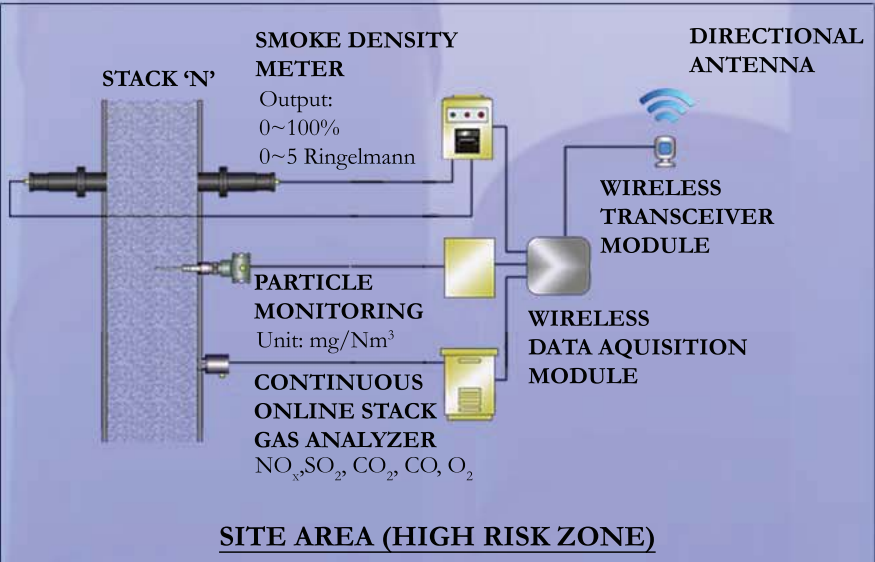 STACK ‘N’
SMOKE DENSITY
METER
Output:
0~100%
0~5 Ringelmann
DIRECTIONAL
ANTENNA
WIRELESS
TRANSCEIVER
MODULE
PARTICLE
MONITORING
Unit: mg/Nm³
WIRELESS
DATA AQUISITION
MODULE
CONTINUOUS
ONLINE STACK
GAS ANALYZER
NOₓ,SO₂, CO₂, CO, O₂
SITE AREA (HIGH RISK ZONE)